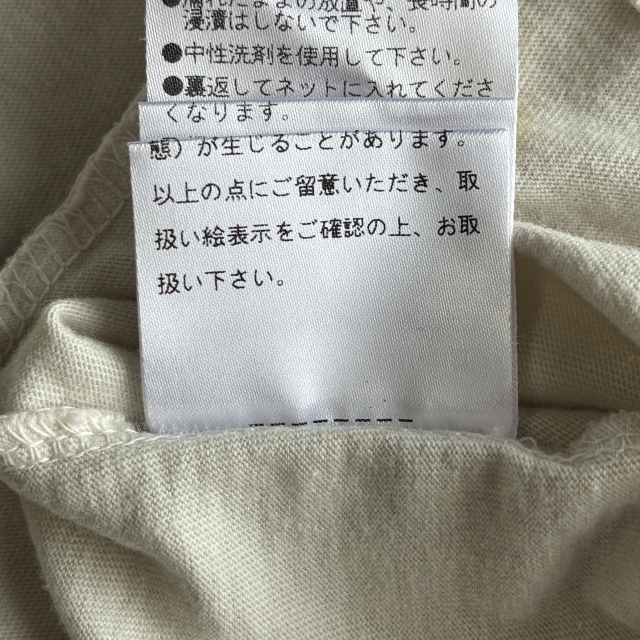 ●濡れたままの放置や、長時間の
浸漬はしないで下さい。
●中性洗剤を使用して下さい。
●裏返してネットに入れてくださ
くなります。
態）が生じることがあります。
以上の点にご留意いただき、取
扱い絵表示をご確認の上、お取
扱い下さい。